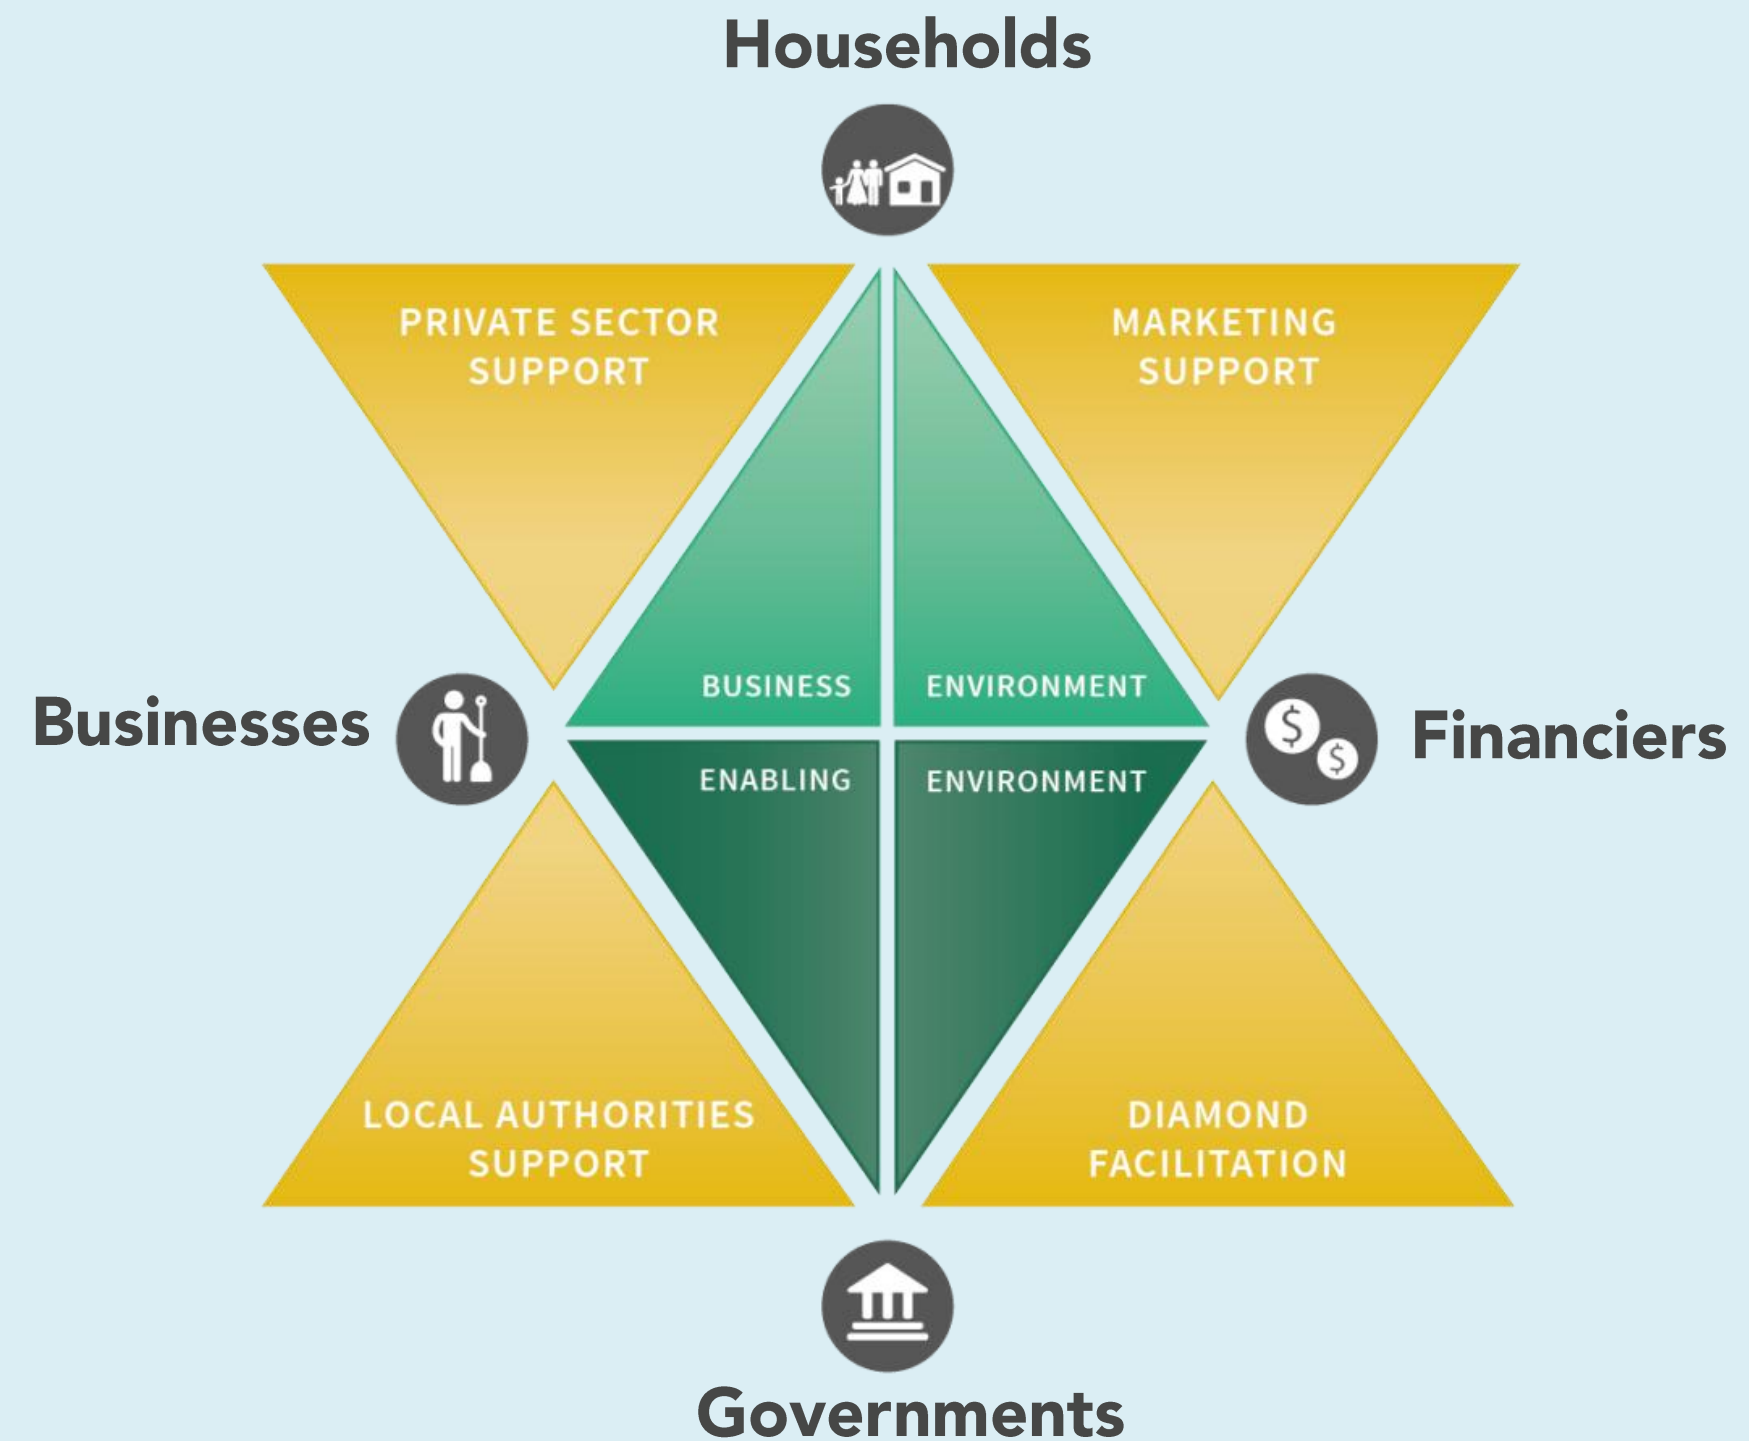 Households
PRIVATE SECTOR
SUPPORT
MARKETING
SUPPORT
BUSINESS ENVIRONMENT
Businesses
$
$
Financiers
ENABLING ENVIRONMENT
LOCAL AUTHORITIES
SUPPORT
DIAMOND
FACILITATION
Governments